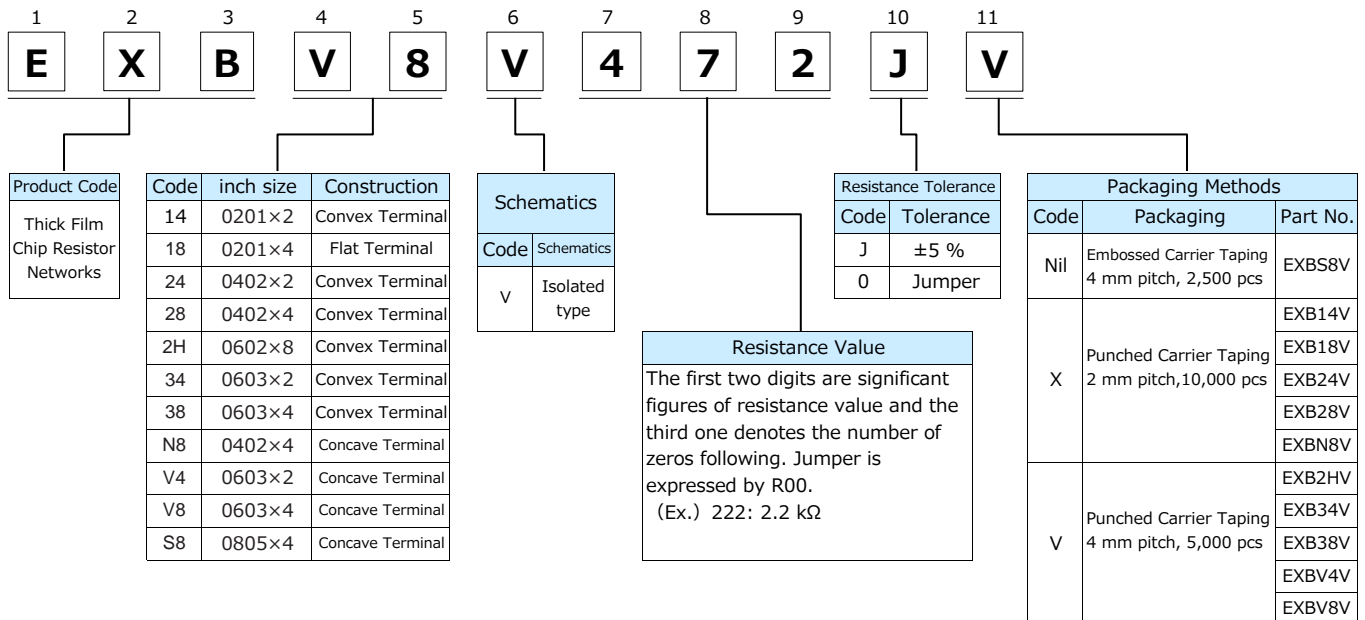 1 2 3 4 5 6 7 8 9 10 11
E X B V 8 V 4 7 2 J V
Product Code
Thick Film
Chip Resistor
Networks
Code inch size Construction
14 0201×2 Convex Terminal
18 0201×4 Flat Terminal
24 0402×2 Convex Terminal
28 0402×4 Convex Terminal
2H 0602×8 Convex Terminal
34 0603×2 Convex Terminal
38 0603×4 Convex Terminal
N8 0402×4 Concave Terminal
V4 0603×2 Concave Terminal
V8 0603×4 Concave Terminal
S8 0805×4 Concave Terminal
Schematics
Code Schematics
V Isolated
type
Resistance Value
The first two digits are significant
figures of resistance value and the
third one denotes the number of
zeros following. Jumper is
expressed by R00.
(Ex.) 222: 2.2 kΩ
Resistance Tolerance
Code Tolerance
J ±5 %
0 Jumper
Packaging Methods
Code Packaging Part No.
Nil Embossed Carrier Taping
4 mm pitch, 2,500 pcs
EXBS8V
X Punched Carrier Taping
2 mm pitch,10,000 pcs
EXB14V
EXB18V
EXB24V
EXB28V
EXBN8V
V Punched Carrier Taping
4 mm pitch, 5,000 pcs
EXB2HV
EXB34V
EXB38V
EXBV4V
EXBV8V